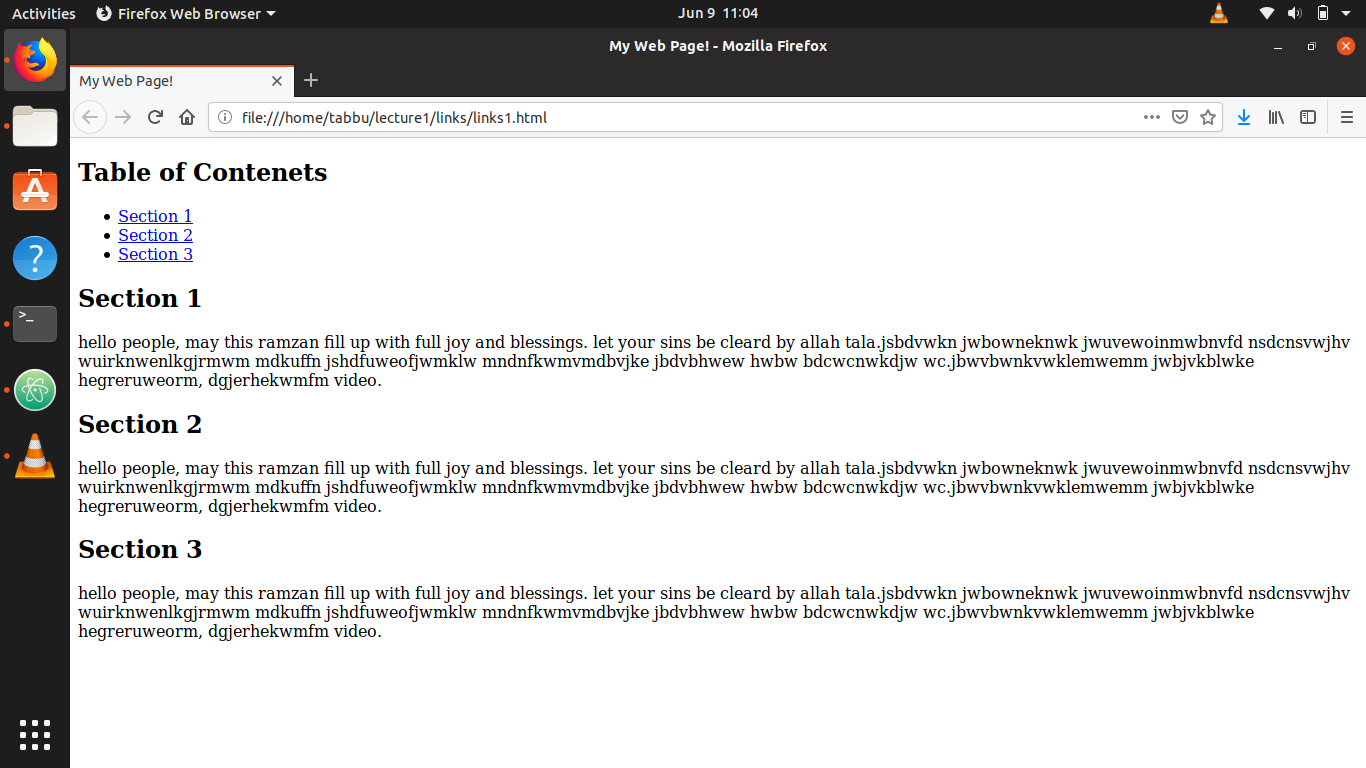 Activities Firefox Web Browser Jun 9 11:04
My Web Page! - Mozilla Firefox
My Web Page!
file:///home/tabbu/lecture1/links/links1.html
Table of Contenets
Section 1
Section 2
Section 3
Section 1
hello people, may this ramzan fill up with full joy and blessings. let your sins be cleard by allah tala.jsbdvwkn jwbowneknwk jwuvewoinmwbnvfd nsdcnsvwjhv
wuirknwenlkgjrmwm mdkuffn jshdfuweofjwmklw mndnfkwmvmdbvjke jbdvbhwew hwbw bdcwcnwkdjw wc.jbwvbwnkvwklemwemm jwbjvkblwke
hegreruweorm, dgjerhekwmfm video.
Section 2
hello people, may this ramzan fill up with full joy and blessings. let your sins be cleard by allah tala.jsbdvwkn jwbowneknwk jwuvewoinmwbnvfd nsdcnsvwjhv
wuirknwenlkgjrmwm mdkuffn jshdfuweofjwmklw mndnfkwmvmdbvjke jbdvbhwew hwbw bdcwcnwkdjw wc.jbwvbwnkvwklemwemm jwbjvkblwke
hegreruweorm, dgjerhekwmfm video.
Section 3
hello people, may this ramzan fill up with full joy and blessings. let your sins be cleard by allah tala.jsbdvwkn jwbowneknwk jwuvewoinmwbnvfd nsdcnsvwjhv
wuirknwenlkgjrmwm mdkuffn jshdfuweofjwmklw mndnfkwmvmdbvjke jbdvbhwew hwbw bdcwcnwkdjw wc.jbwvbwnkvwklemwemm jwbjvkblwke
hegreruweorm, dgjerhekwmfm video.